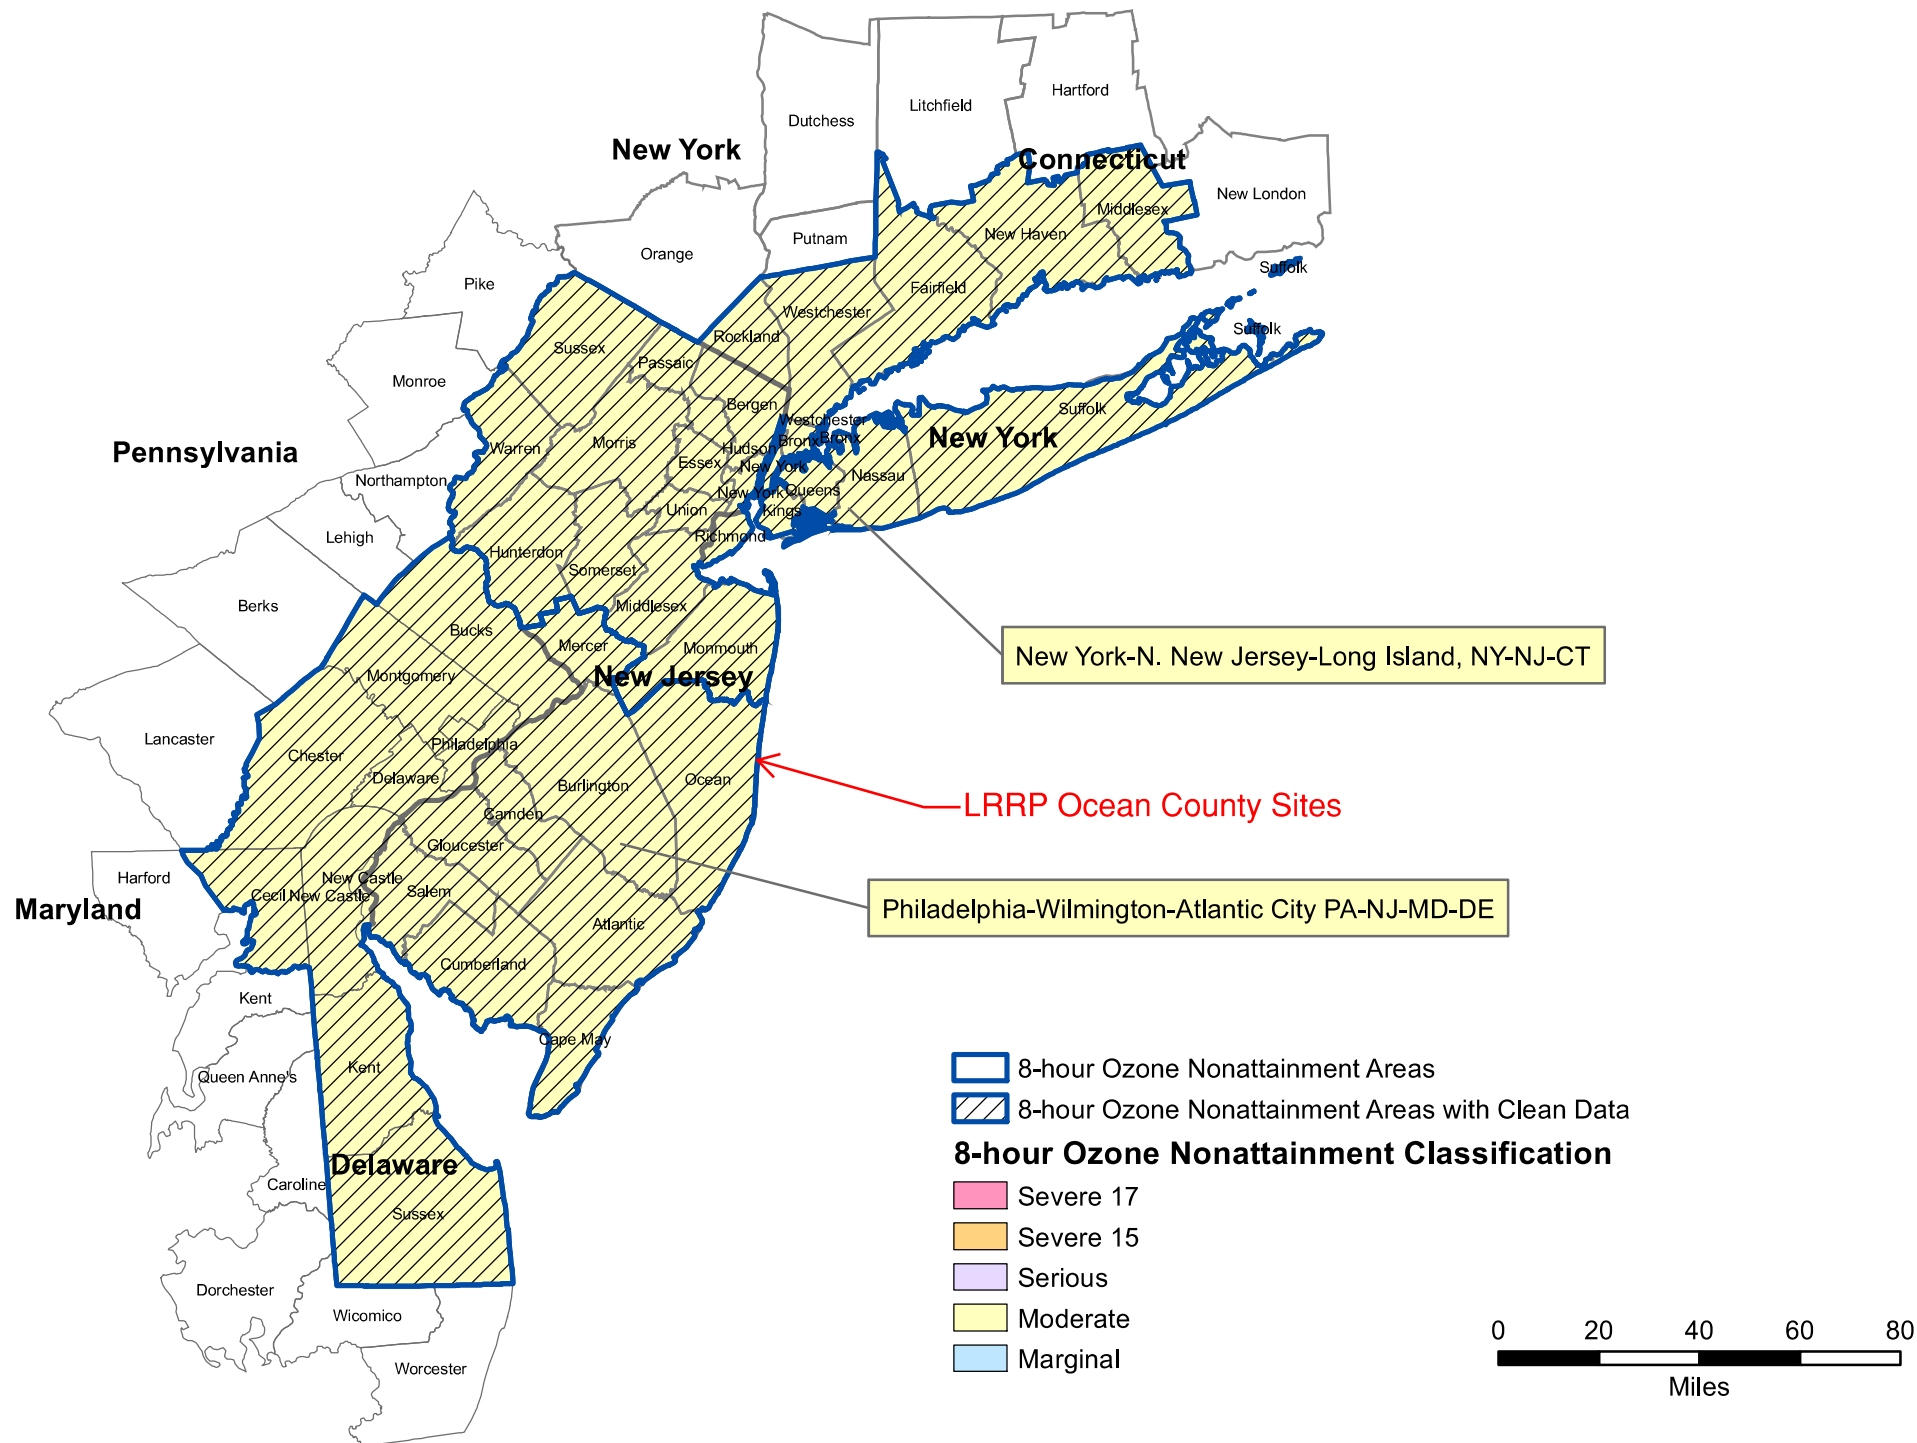 Hartford
Litchfield
Dutchess
New York
Connecticut
New London
Middlesex
New Haven
Putnam
Orange
Suffolk
Pike
Fairfield
Westchester
Suffolk
Rockland
Sussex
Passaic
Monroe
Bergen
Suffolk
Westchester
New York
Pennsylvania
Warren
Morris
Hudson
Bronx
Bronx
Essex
New York
Nassau
Northampton
New York
Queens
Union
Kings
Lehigh
Richmond
Hunterdon
Somerset
Berks
Middlesex
Bucks
Mercer
Monmouth
New York-N. New Jersey-Long Island, NY-NJ-CT
Montgomery
New Jersey
Lancaster
Philadelphia
Chester
Delaware
Burlington
Ocean
LRRP Ocean County Sites
Camden
Gloucester
Harford
New Castle
Salem
Cecil
New Castle
Maryland
Philadelphia-Wilmington-Atlantic City PA-NJ-MD-DE
Atlantic
Cumberland
Kent
Cape May
Kent
Queen Anne's
8-hour Ozone Nonattainment Areas
8-hour Ozone Nonattainment Areas with Clean Data
8-hour Ozone Nonattainment Classification
Delaware
Caroline
Severe 17
Sussex
Severe 15
Serious
Dorchester
Wicomico
Moderate
Marginal
Worcester
0 20 40 60 80
Miles